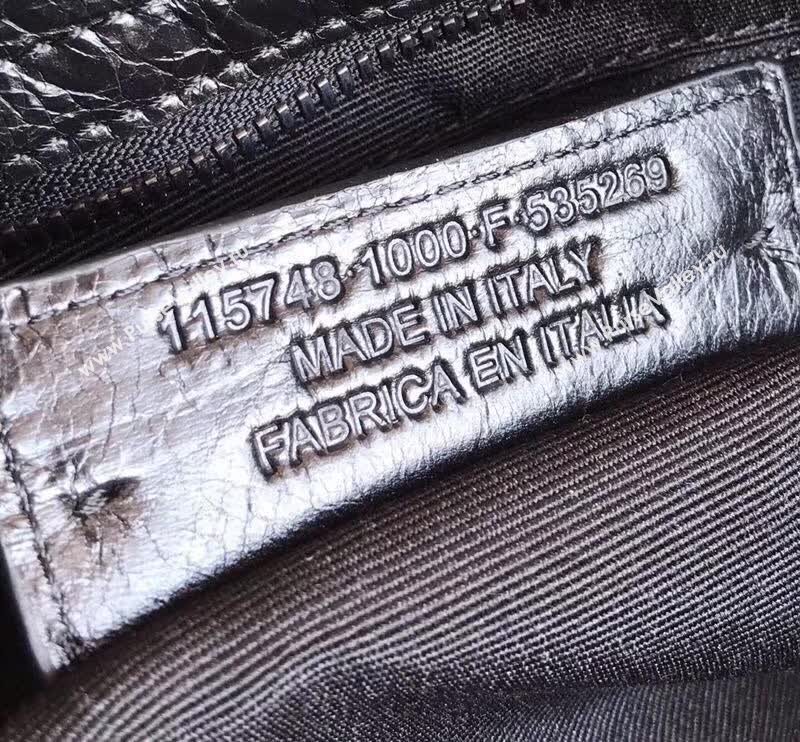 115748·1000·F·535269
MADE IN ITALY
FABRICA EN ITALIA